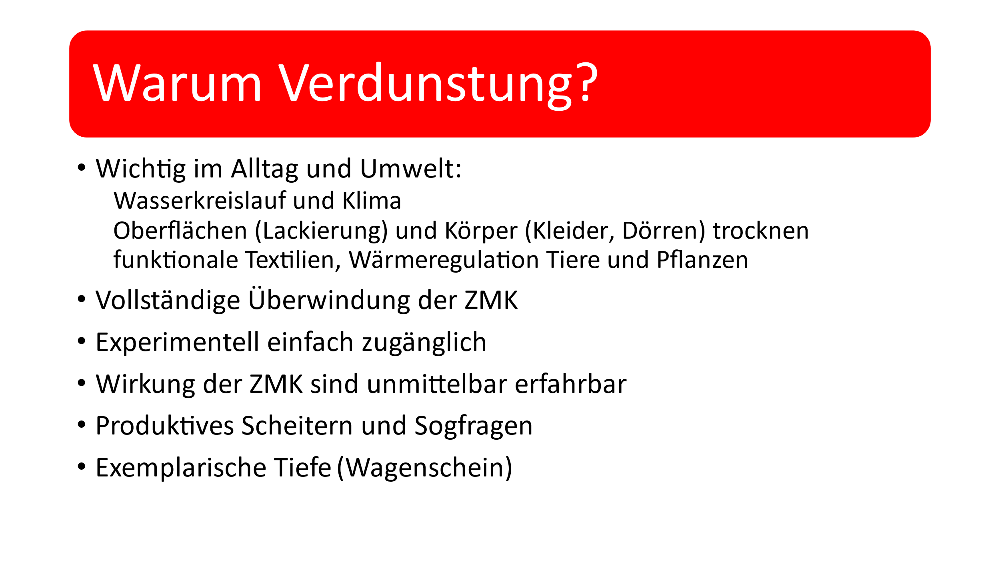 Warum Verdunstung?
• Wichtig im Alltag und Umwelt:
Wasserkreislauf und Klima
Oberflächen (Lackierung) und Körper (Kleider, Dörren) trocknen
funktionale Textilien, Wärmeregulation Tiere und Pflanzen
• Vollständige Überwindung der ZMK
• Experimentell einfach zugänglich
• Wirkung der ZMK sind unmittelbar erfahrbar
• Produktives Scheitern und Sogfragen
• Exemplarische Tiefe (Wagenschein)